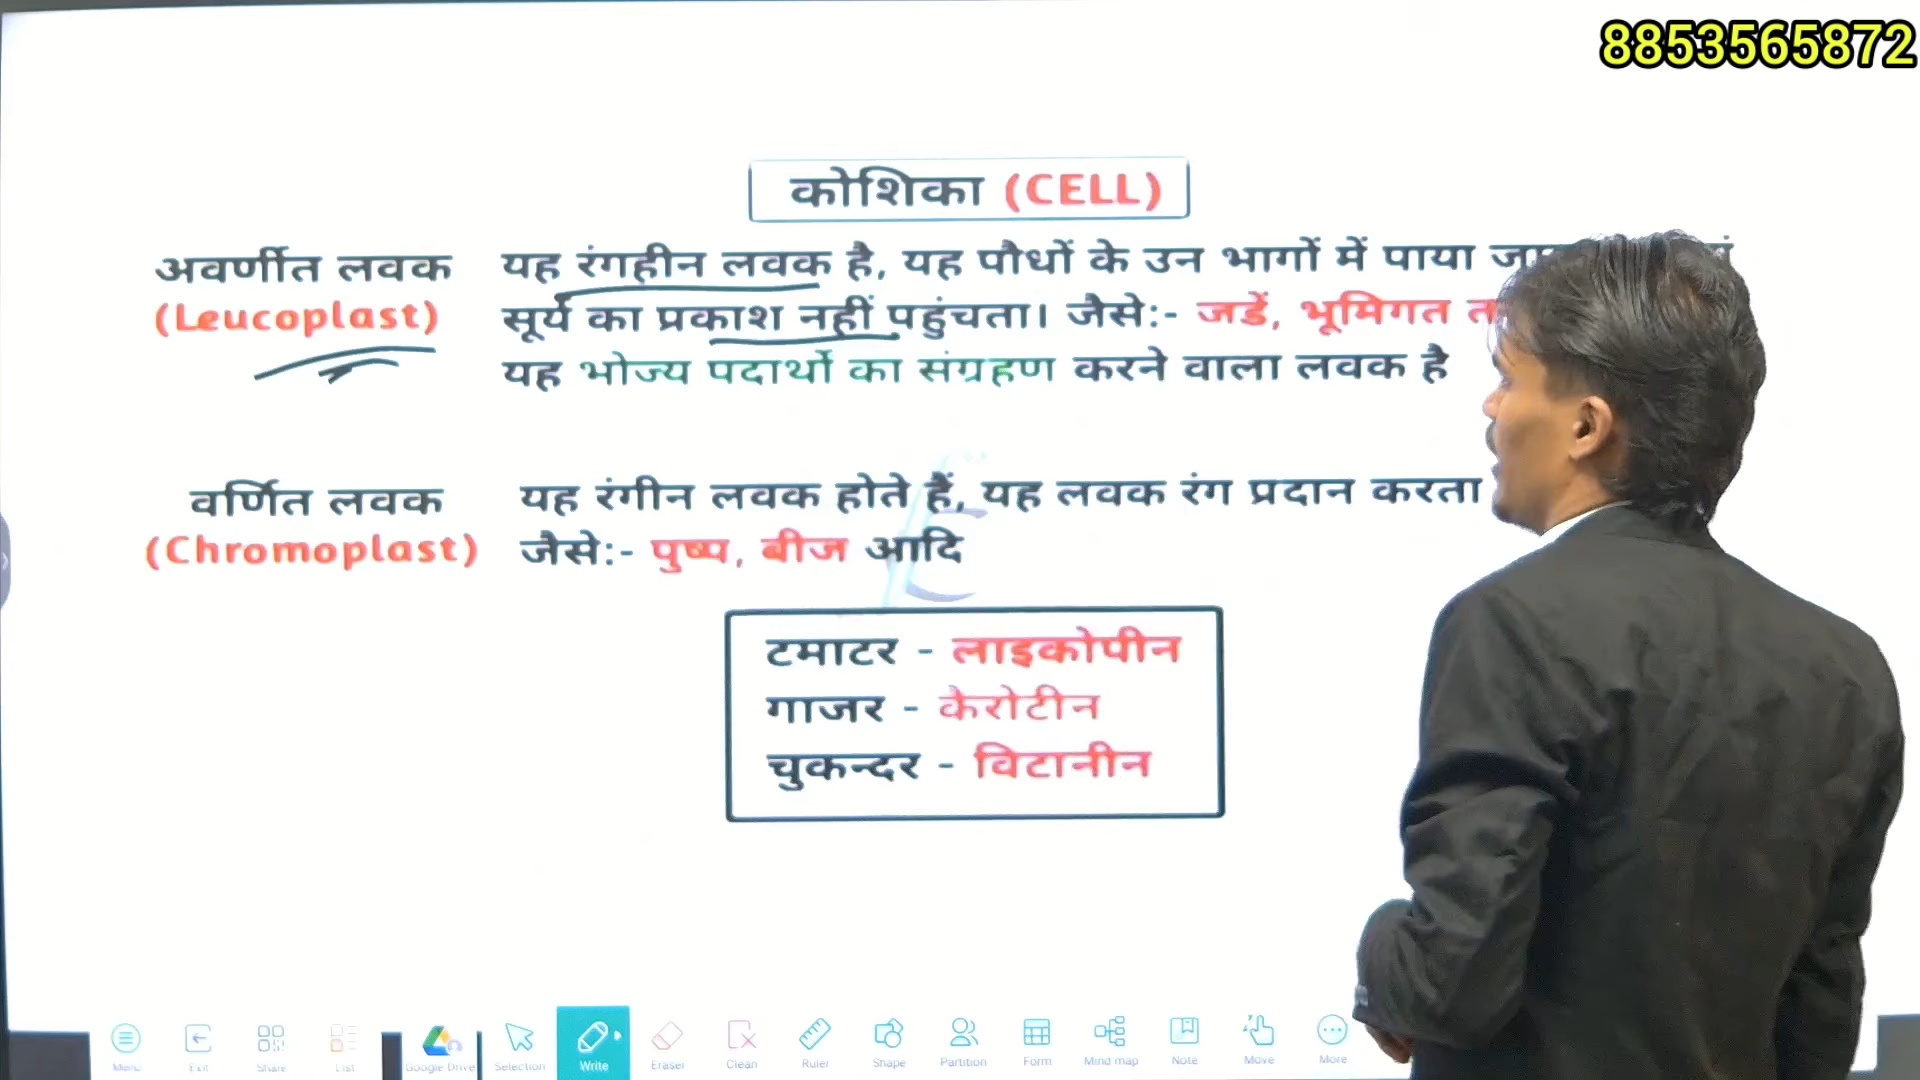 8853565872
कोशिका (CELL)
अवर्णीत लवक
(Leucoplast)
यह रंगहीन लवक है, यह पौधों के उन भागों में पाया
सूर्य का प्रकाश नहीं पहुंचता। जैसे:- जडें, भूमिगत
यह भोज्य पदार्थो का संग्रहण करने वाला लवक है
वर्णित लवक
(Chromoplast)
यह रंगीन लवक होते हैं, यह लवक रंग प्रदान करता
जैसे:- पुष्प, बीज आदि
टमाटर - लाइकोपीन
गाजर - केरोटीन
चुकन्दर - विटानीन
Menu Exit Share List Google Drive Selection Write Eraser Clean Ruler Shape Partition Form Mind map Note Move More